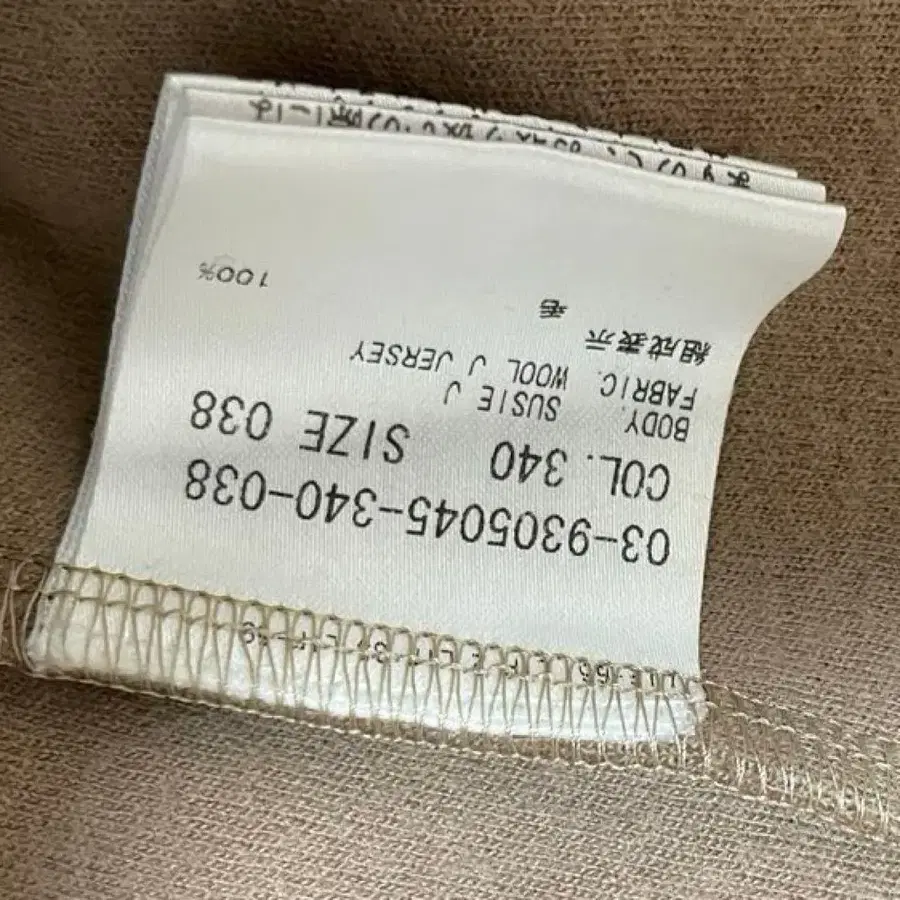 03-9305045-340-038
COL. 340 SIZE 038
BODY. SUSIE J
FABRIC. WOOL J JERSEY
組成表示
毛
100%